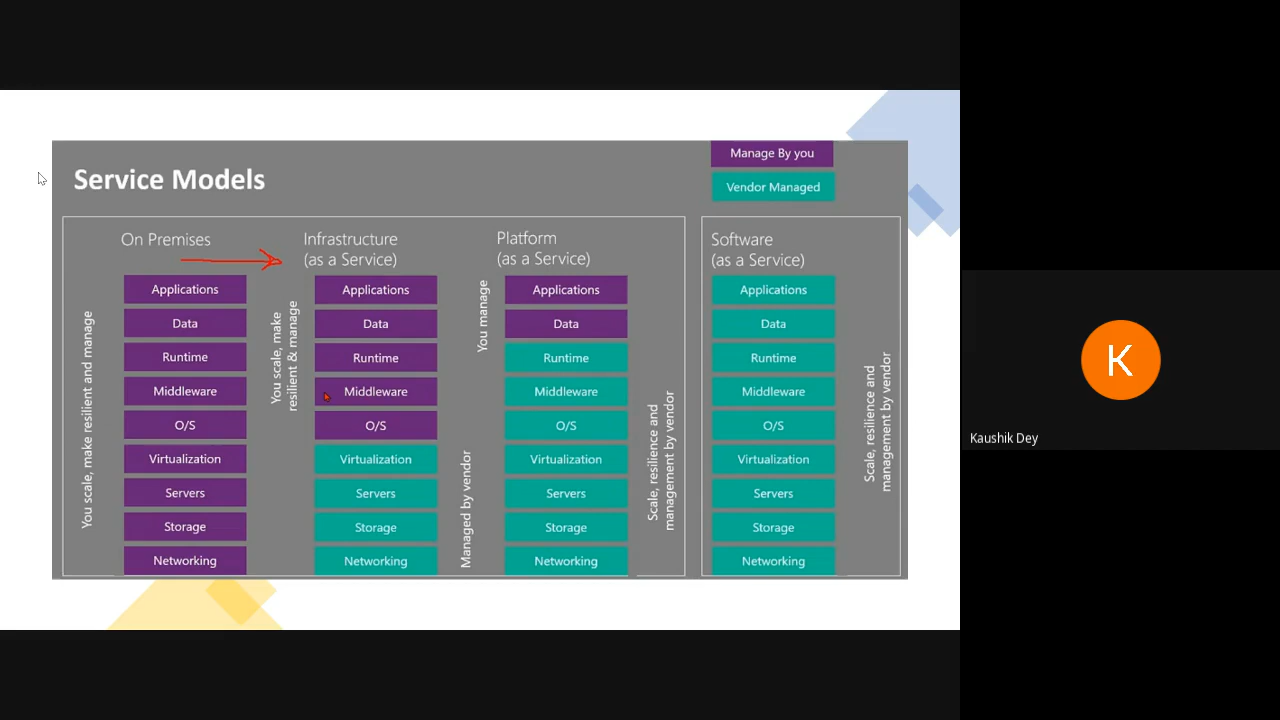 Manage By you
Service Models
Vendor Managed
On Premises
Applications
Data
Runtime
Middleware
O/S
Virtualization
Servers
Storage
Networking
You scale, make resilient and manage
Infrastructure
(as a Service)
Applications
Data
Runtime
Middleware
O/S
Virtualization
Servers
Storage
Networking
You scale, make
resilient & manage
Managed by vendor
Platform
(as a Service)
Applications
Data
Runtime
Middleware
O/S
Virtualization
Servers
Storage
Networking
You manage
Scale, resilience and
management by vendor
Software
(as a Service)
Applications
Data
Runtime
Middleware
O/S
Virtualization
Servers
Storage
Networking
Scale, resilience and
management by vendor
K
Kaushik Dey